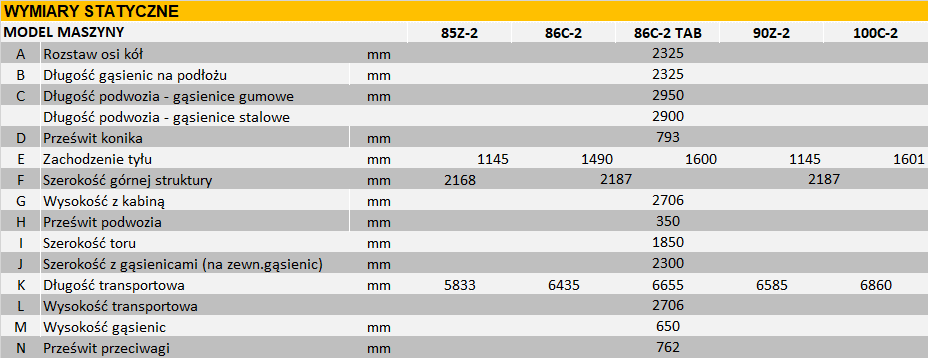 WYMIARY STATYCZNE
MODEL MASZYNY 85Z-2 86C-2 86C-2 TAB 90Z-2 100C-2
A Rozstaw osi kół mm 2325
B Długość gąsienic na podłożu mm 2325
C Długość podwozia - gąsienice gumowe mm 2950
Długość podwozia - gąsienice stalowe 2900
D Prześwit konika mm 793
E Zachodzenie tyłu mm 1145 1490 1600 1145 1601
F Szerokość górnej struktury mm 2168 2187 2187
G Wysokość z kabiną mm 2706
H Prześwit podwozia mm 350
I Szerokość toru mm 1850
J Szerokość z gąsienicami (na zewn.gąsienic) mm 2300
K Długość transportowa mm 5833 6435 6655 6585 6860
L Wysokość transportowa 2706
M Wysokość gąsienic mm 650
N Prześwit przeciwagi mm 762